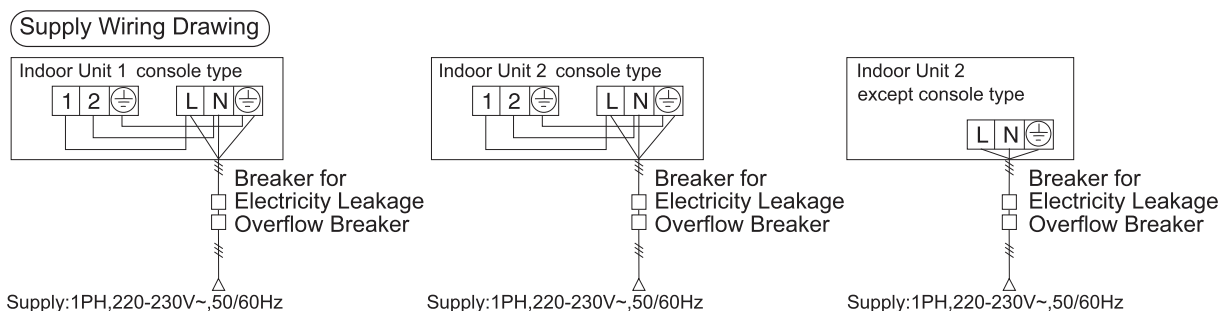 Supply Wiring Drawing
Indoor Unit 1 console type
1 2 L N
Breaker for
Electricity Leakage
Overflow Breaker
Supply:1PH,220-230V~,50/60Hz
Indoor Unit 2 console type
1 2 L N
Breaker for
Electricity Leakage
Overflow Breaker
Supply:1PH,220-230V~,50/60Hz
Indoor Unit 2
except console type
L N
Breaker for
Electricity Leakage
Overflow Breaker
Supply:1PH,220-230V~,50/60Hz